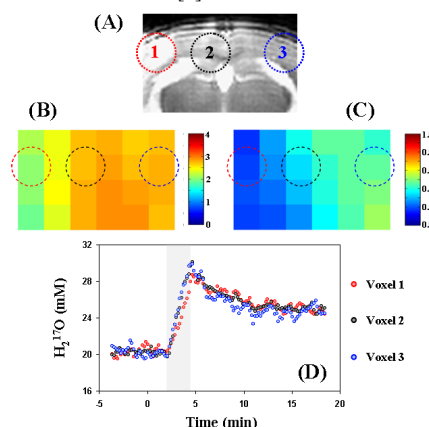 (A)
1 2 3
(B)
(C)
4
3
2
1
0
1.
0.
0.
0.
0.
H₂¹⁷O (mM)
32
28
24
20
16
-5 0 5 10 15 20
Time (min)
(D)
Voxel 1
Voxel 2
Voxel 3